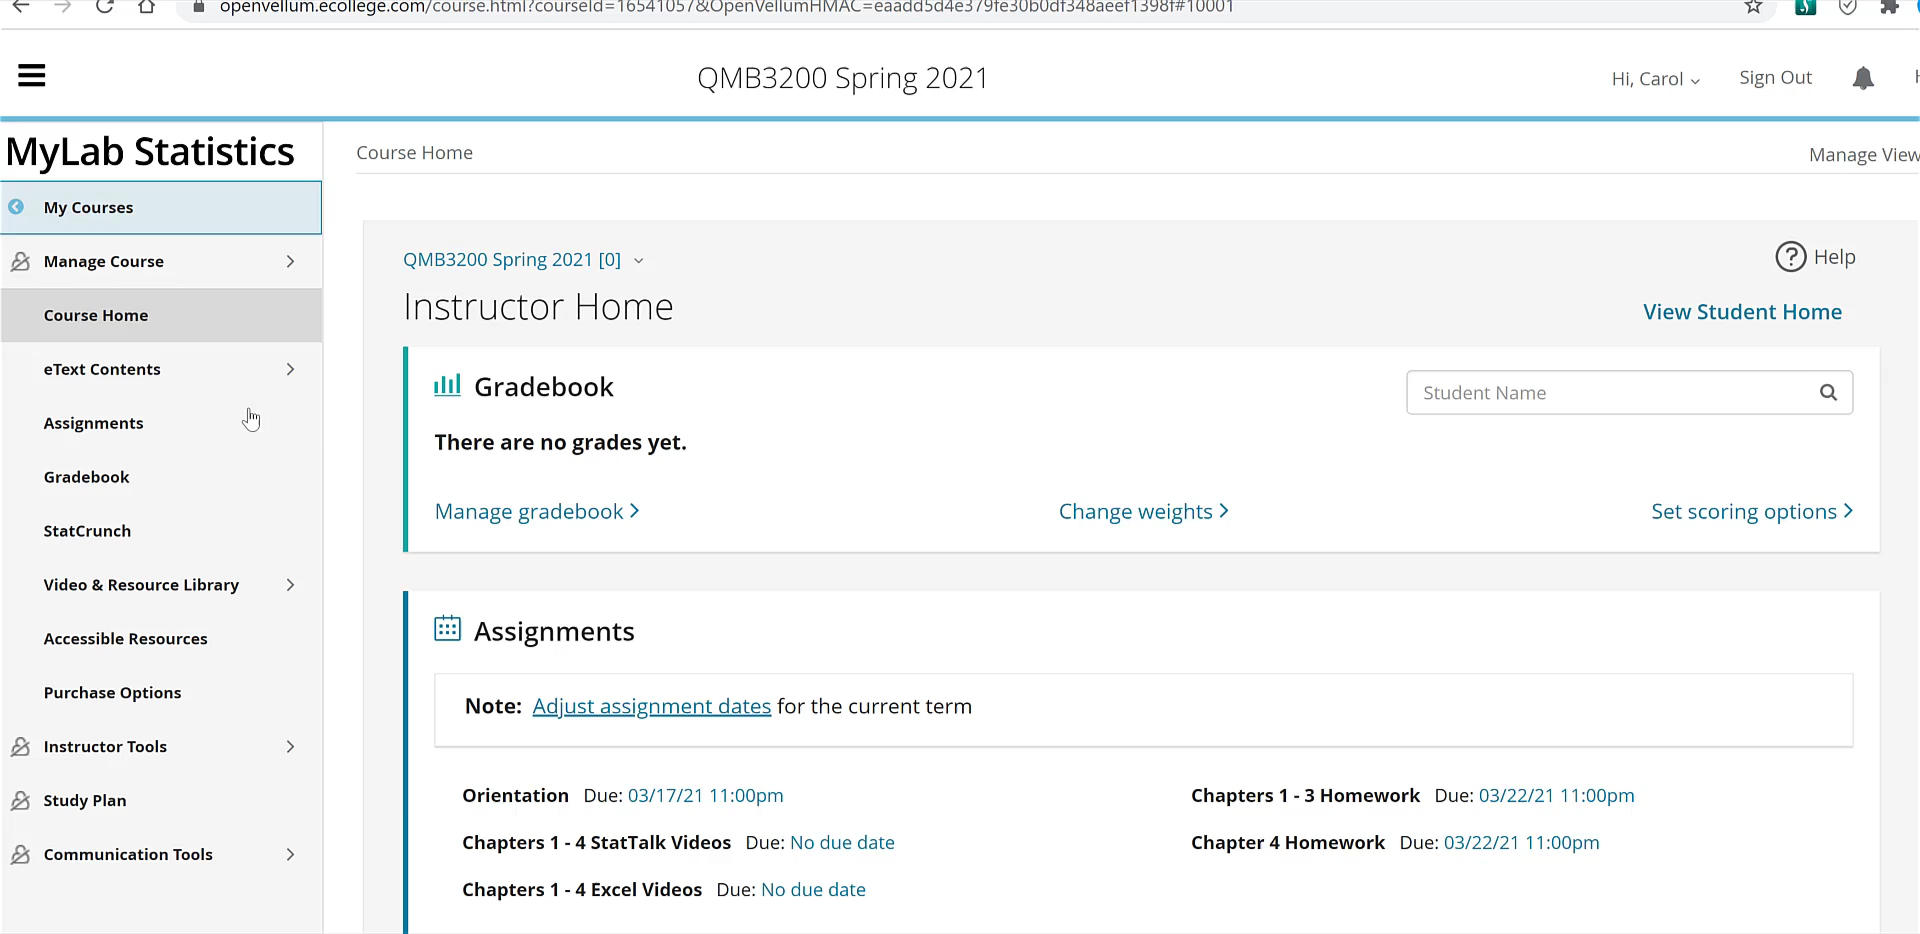 openvellum.ecollege.com/course.html?courseId=16541057&OpenVellumHMAC=eaadd5d4e379fe30b0df348aeef1398f#10001
QMB3200 Spring 2021
Hi, Carol
Sign Out
MyLab Statistics
Course Home
Manage View
My Courses
Manage Course
Course Home
eText Contents
Assignments
Gradebook
StatCrunch
Video & Resource Library
Accessible Resources
Purchase Options
Instructor Tools
Study Plan
Communication Tools
QMB3200 Spring 2021 [0]
Help
Instructor Home
View Student Home
Gradebook
Student Name
There are no grades yet.
Manage gradebook
Change weights
Set scoring options
Assignments
Note: Adjust assignment dates for the current term
Orientation Due: 03/17/21 11:00pm
Chapters 1 - 3 Homework Due: 03/22/21 11:00pm
Chapters 1 - 4 StatTalk Videos Due: No due date
Chapter 4 Homework Due: 03/22/21 11:00pm
Chapters 1 - 4 Excel Videos Due: No due date